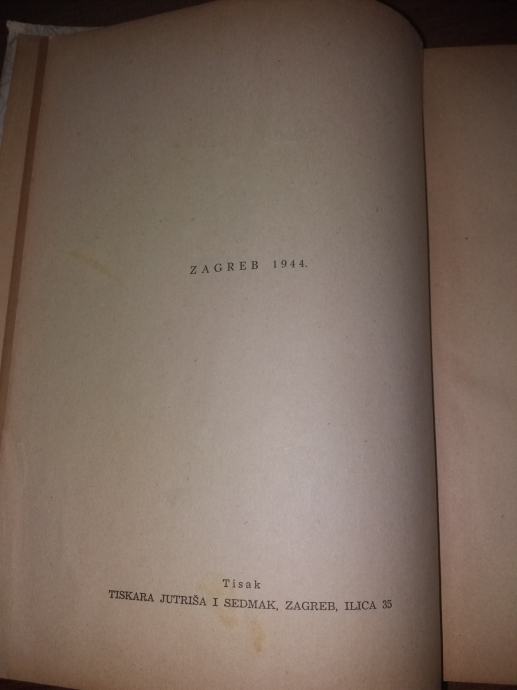 ZAGREB 1944.
Tisak
TISKARA JUTRIŠA I SEDMAK, ZAGREB, ILICA 35